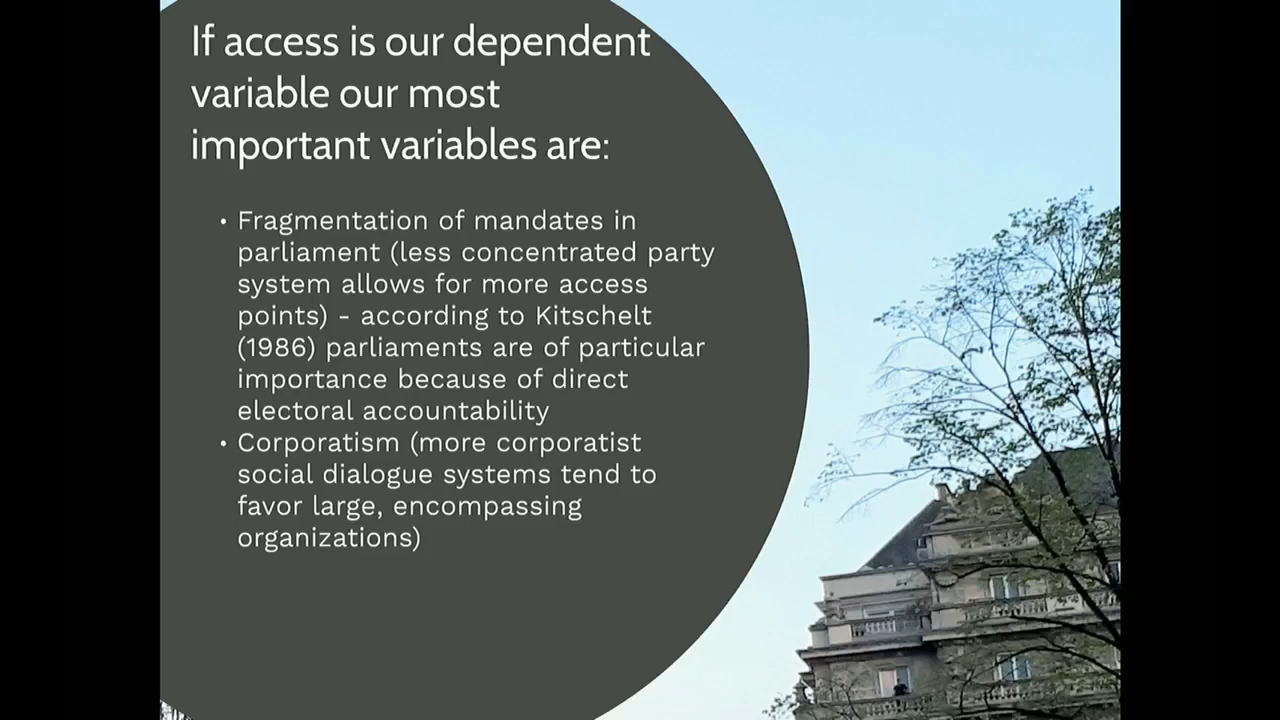 If access is our dependent
variable our most
important variables are:
• Fragmentation of mandates in
parliament (less concentrated party
system allows for more access
points) - according to Kitschelt
(1986) parliaments are of particular
importance because of direct
electoral accountability
• Corporatism (more corporatist
social dialogue systems tend to
favor large, encompassing
organizations)